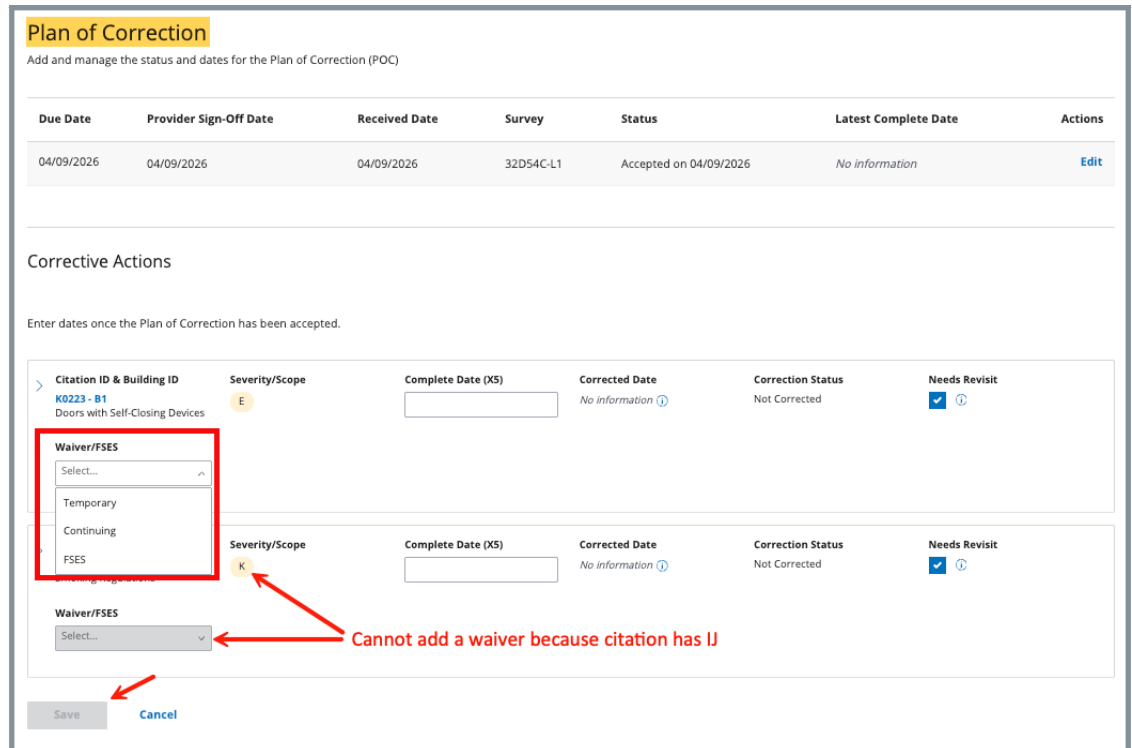 Plan of Correction
Add and manage the status and dates for the Plan of Correction (POC)
Due Date Provider Sign-Off Date Received Date Survey Status Latest Complete Date Actions
04/09/2026 04/09/2026 04/09/2026 32D54C-L1 Accepted on 04/09/2026 No information Edit
Corrective Actions
Enter dates once the Plan of Correction has been accepted.
Citation ID & Building ID Severity/Scope Complete Date (X5) Corrected Date Correction Status Needs Revisit
K0223 - B1 E No information Not Corrected
Doors with Self-Closing Devices
Waiver/FSES
Select...
Temporary
Continuing
FSES
Severity/Scope Complete Date (X5) Corrected Date Correction Status Needs Revisit
K No information Not Corrected
Smoking Regulations
Waiver/FSES
Select...
Cannot add a waiver because citation has IJ
Save Cancel